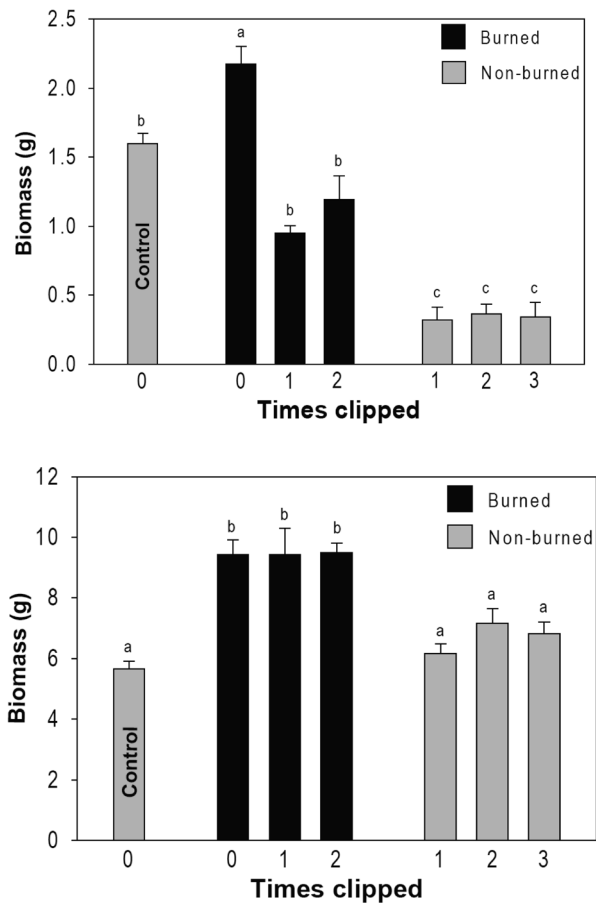 Burned
Non-burned
Biomass (g)
2.5
2.0
1.5
1.0
0.5
0.0
b
a
b
b
c
c
c
Control
0
0
1
2
1
2
3
Times clipped
Burned
Non-burned
Biomass (g)
12
10
8
6
4
2
0
a
b
b
b
a
a
a
Control
0
0
1
2
1
2
3
Times clipped